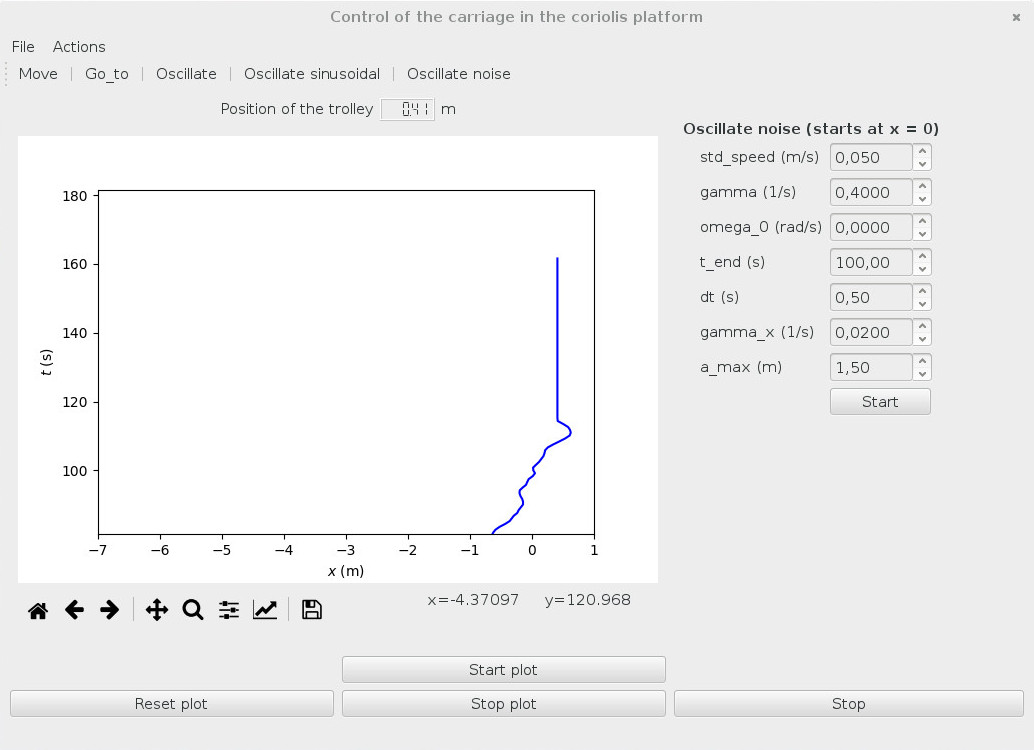 Control of the carriage in the coriolis platform
File Actions
Move Go_to Oscillate Oscillate sinusoidal Oscillate noise
Position of the trolley 0.41 m
180
160
140
120
100
t (s)
−7 −6 −5 −4 −3 −2 −1 0 1
x (m)
x=-4.37097 y=120.968
Oscillate noise (starts at x = 0)
std_speed (m/s) 0,050
gamma (1/s) 0,4000
omega_0 (rad/s) 0,0000
t_end (s) 100,00
dt (s) 0,50
gamma_x (1/s) 0,0200
a_max (m) 1,50
Start
Start plot
Reset plot Stop plot Stop